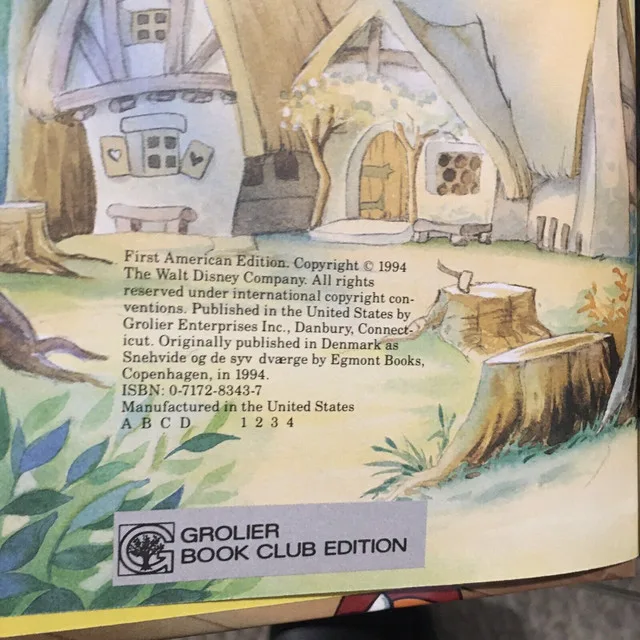 First American Edition. Copyright © 1994
The Walt Disney Company. All rights
reserved under international copyright con-
ventions. Published in the United States by
Grolier Enterprises Inc., Danbury, Connect-
icut. Originally published in Denmark as
Snehvide og de syv dværge by Egmont Books,
Copenhagen, in 1994.
ISBN: 0-7172-8343-7
Manufactured in the United States
A B C D 1 2 3 4
GROLIER
BOOK CLUB EDITION